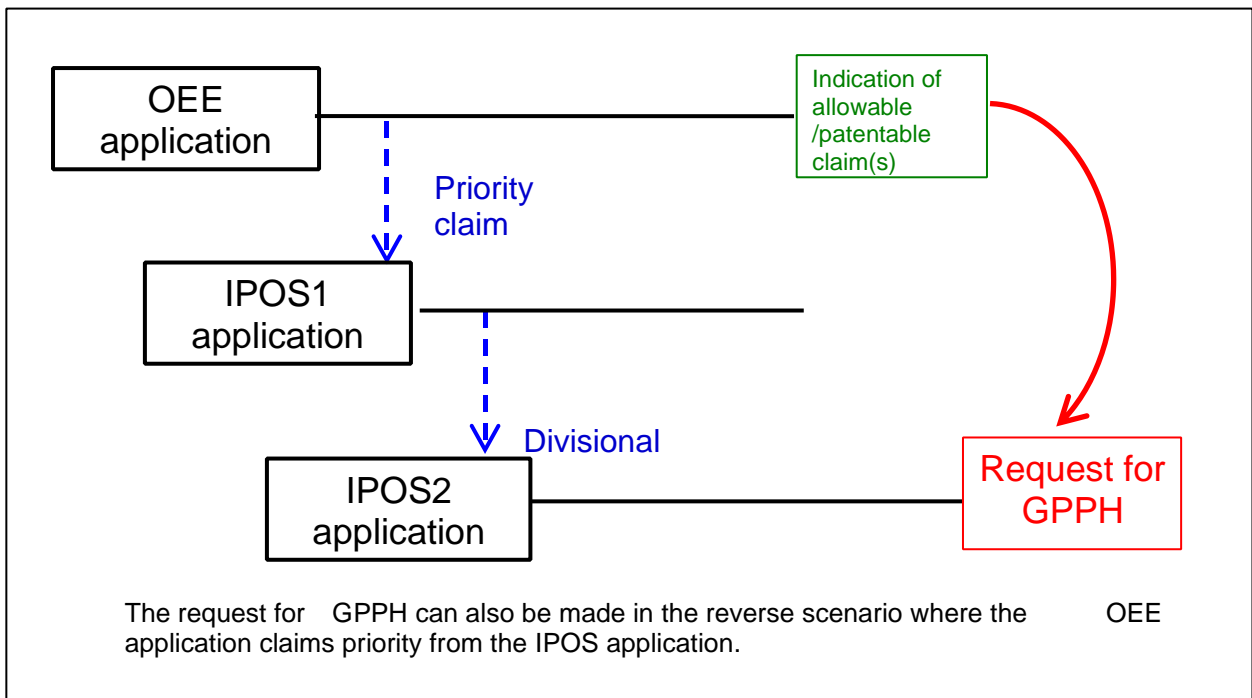 OEE
application
Indication of
allowable
/patentable
claim(s)
Priority
claim
IPOS1
application
Divisional
IPOS2
application
Request for
GPPH
The request for GPPH can also be made in the reverse scenario where the OEE
application claims priority from the IPOS application.